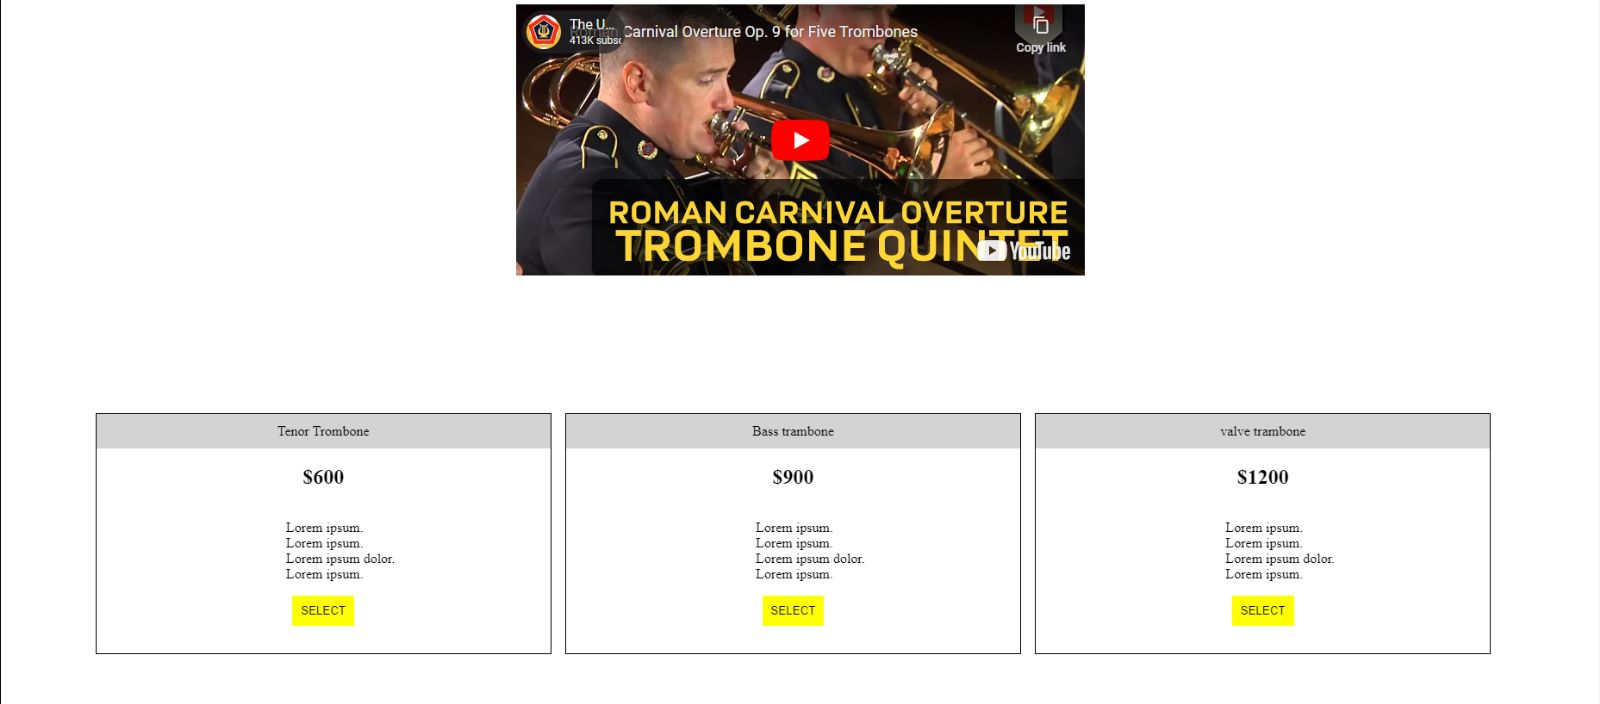 The U...
413K subsc
Carnival Overture Op. 9 for Five Trombones
Copy link
ROMAN CARNIVAL OVERTURE
TROMBONE QUINTET
YouTube
Tenor Trombone
$600
Lorem ipsum.
Lorem ipsum.
Lorem ipsum dolor.
Lorem ipsum.
SELECT
Bass trambone
$900
Lorem ipsum.
Lorem ipsum.
Lorem ipsum dolor.
Lorem ipsum.
SELECT
valve trambone
$1200
Lorem ipsum.
Lorem ipsum.
Lorem ipsum dolor.
Lorem ipsum.
SELECT